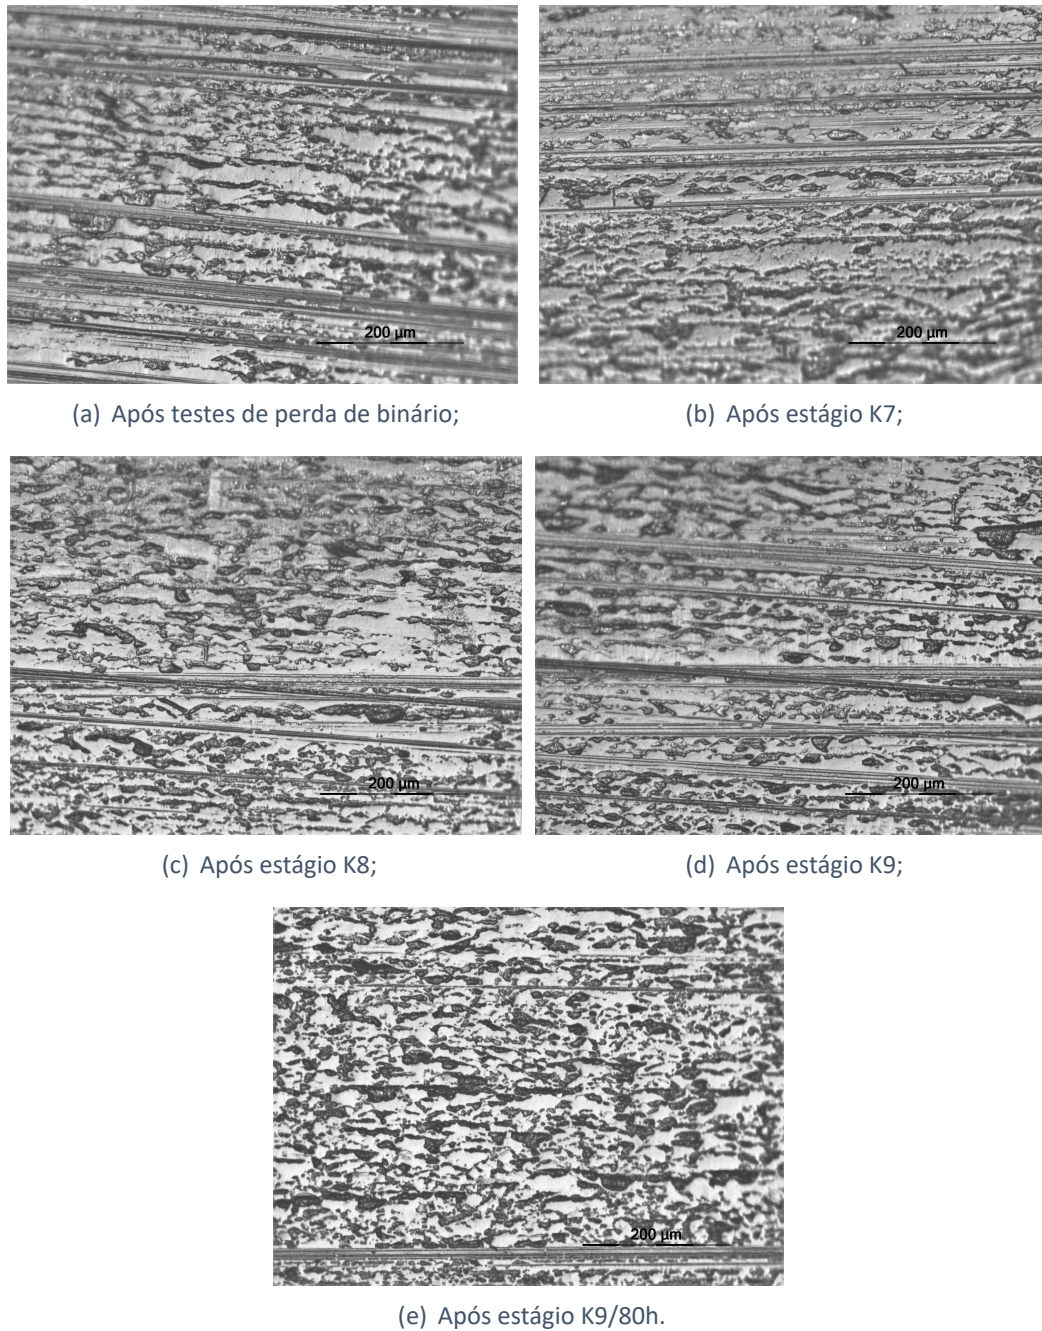 200 µm
200 µm
(a) Após testes de perda de binário;
(b) Após estágio K7;
200 µm
200 µm
(c) Após estágio K8;
(d) Após estágio K9;
200 µm
(e) Após estágio K9/80h.